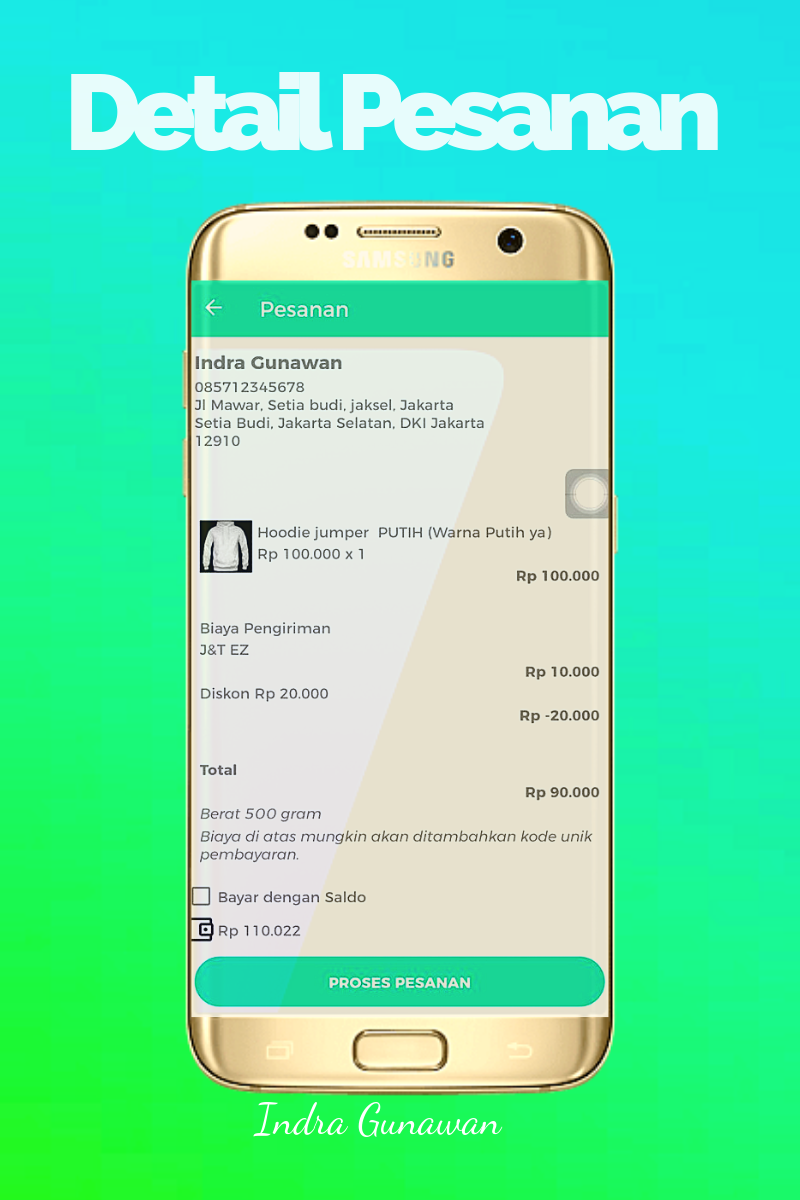 Detail Pesanan
SAMSUNG
Pesanan
Indra Gunawan
085712345678
Jl Mawar, Setia budi, jaksel, Jakarta
Setia Budi, Jakarta Selatan, DKI Jakarta
12910
Hoodie jumper  PUTIH (Warna Putih ya)
Rp 100.000 x 1
Rp 100.000
Biaya Pengiriman
J&T EZ
Rp 10.000
Diskon Rp 20.000
Rp -20.000
Total
Rp 90.000
Berat 500 gram
Biaya di atas mungkin akan ditambahkan kode unik
pembayaran.
Bayar dengan Saldo
Rp 110.022
PROSES PESANAN
Indra Gunawan